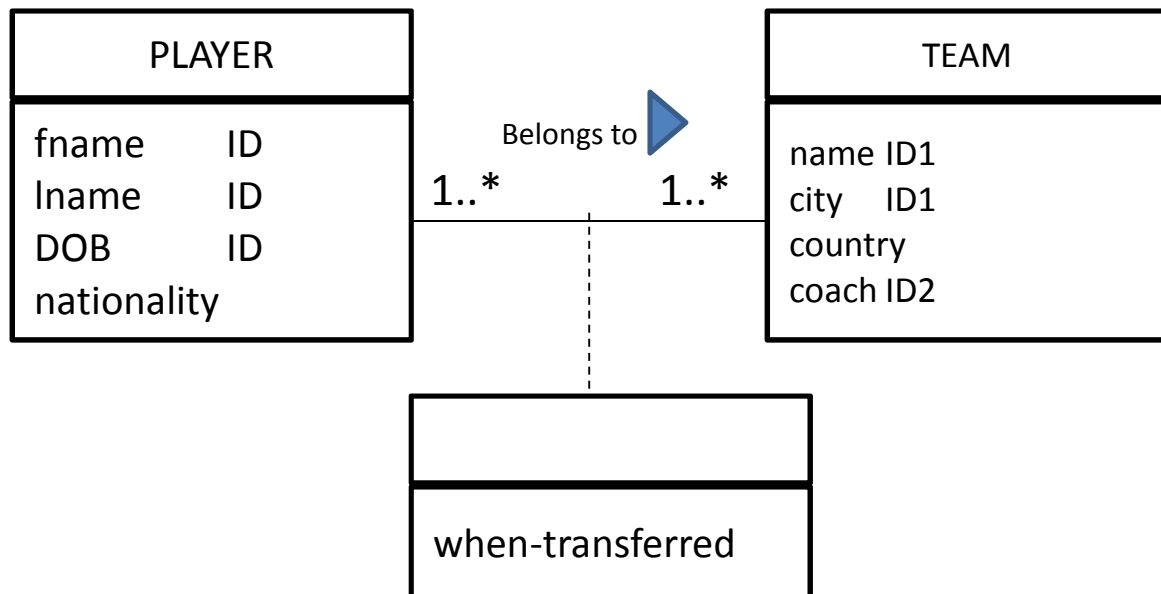 PLAYER
fname ID
lname ID
DOB ID
nationality
Belongs to
1..* 1..*
TEAM
name ID1
city ID1
country
coach ID2
when-transferred